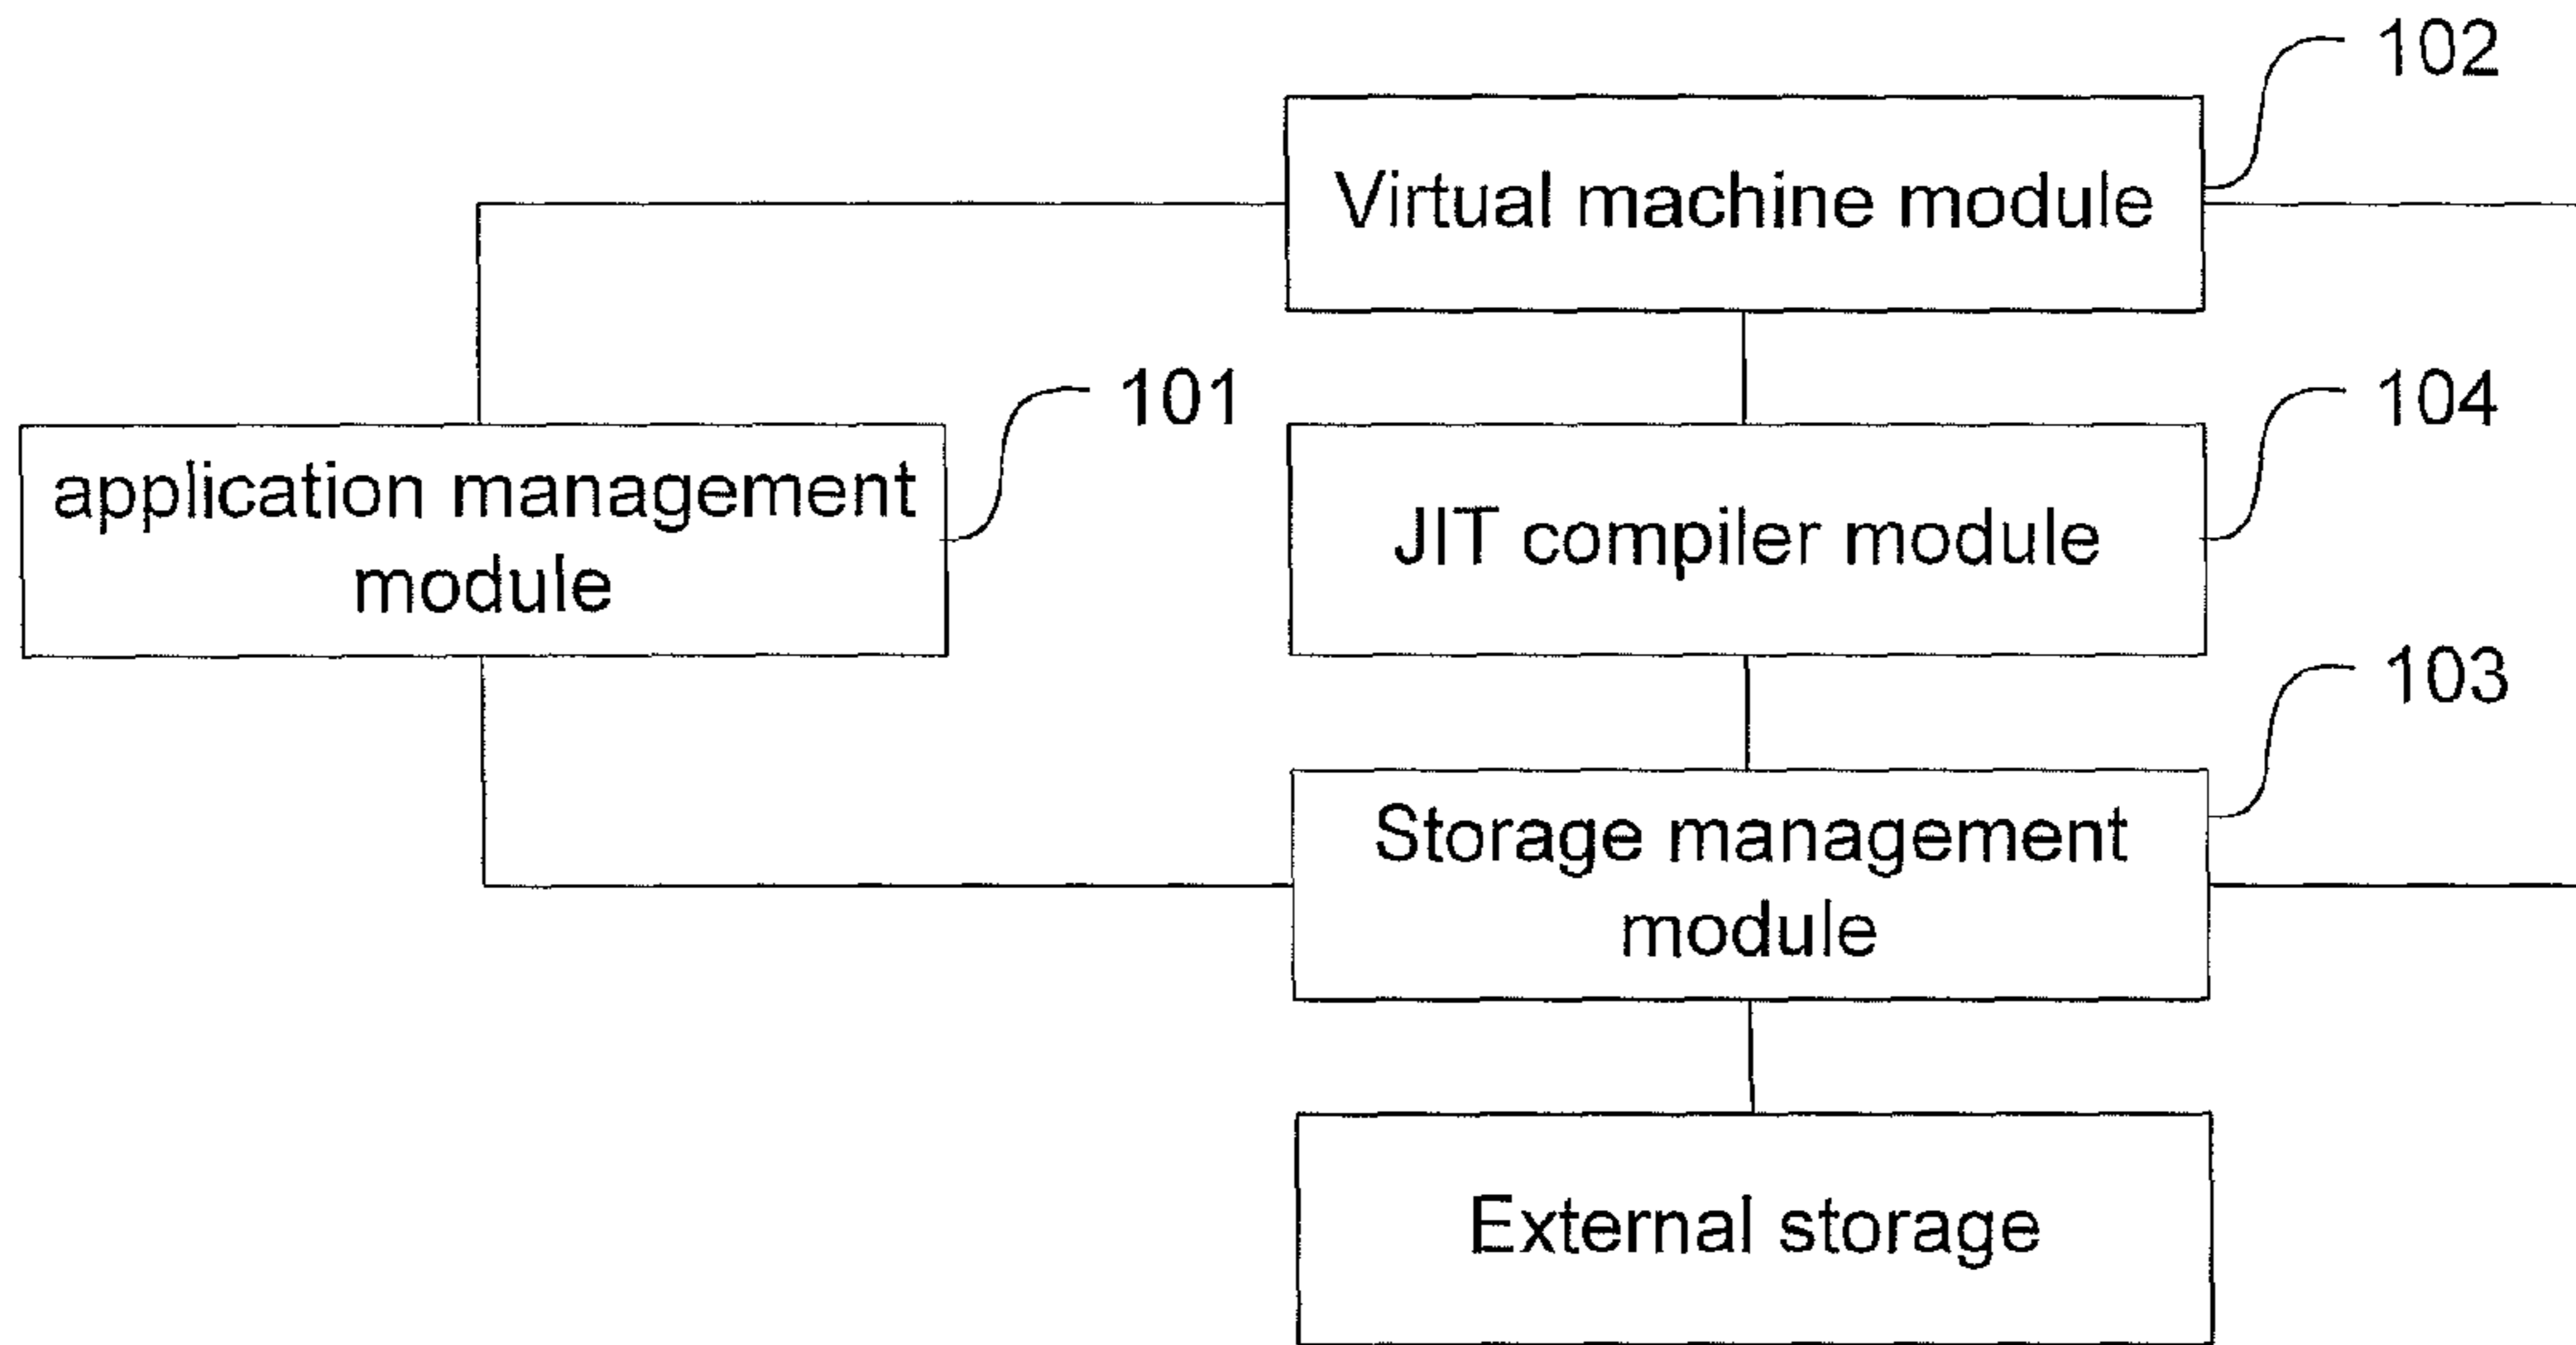 102
Virtual machine module
101
104
application management
module
JIT compiler module
103
Storage management
module
External storage